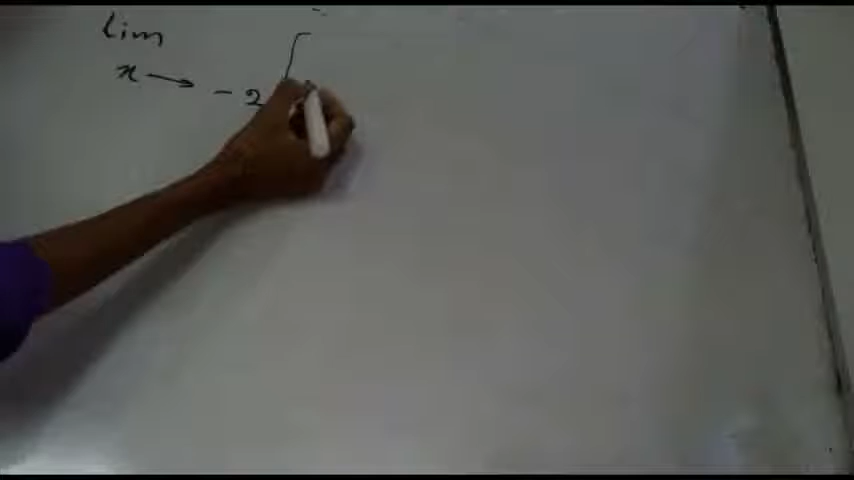 lim [
x → - 2